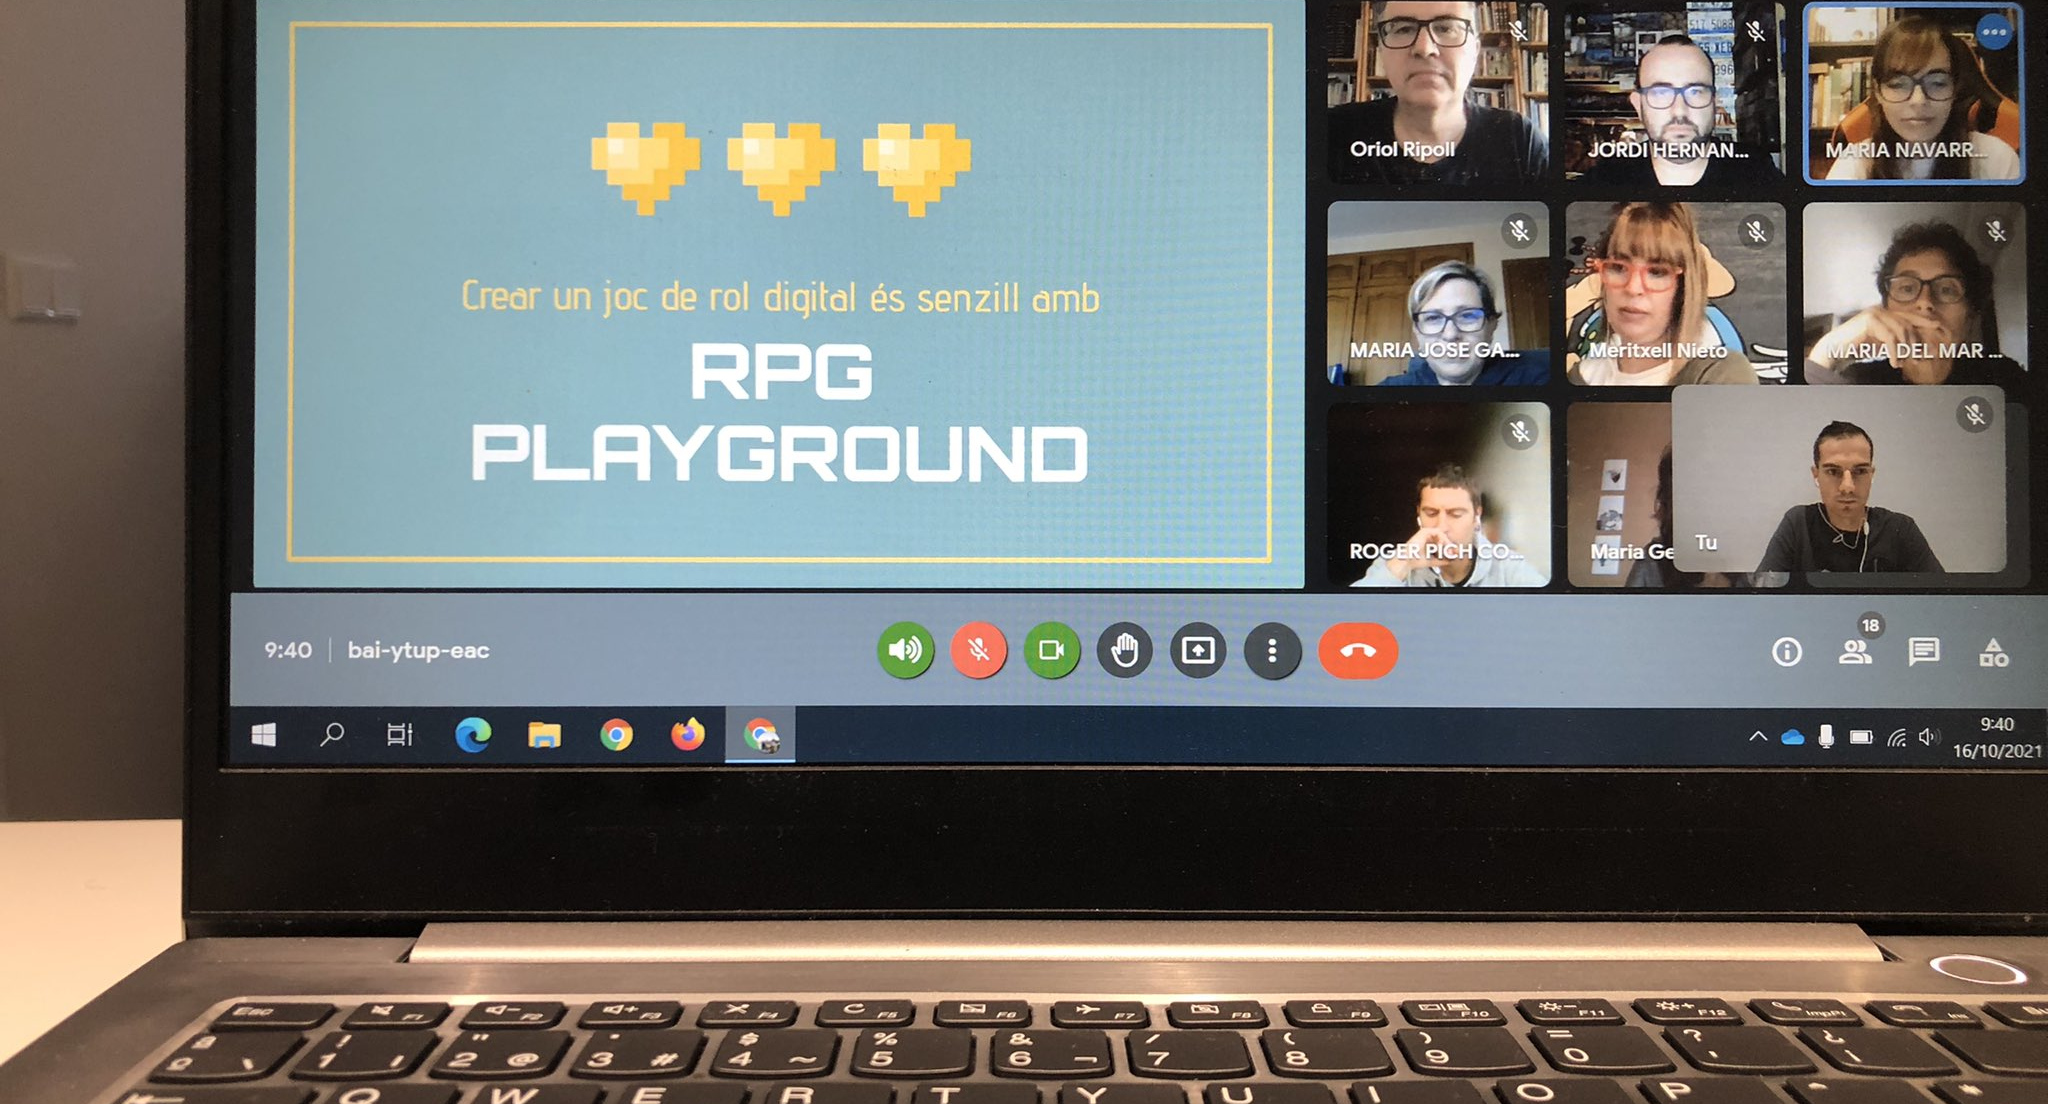 Crear un joc de rol digital és senzill amb
RPG
PLAYGROUND
Oriol Ripoll
JORDI HERNAN...
MARIA NAVARR...
MARIA JOSE GA...
Meritxell Nieto
MARIA DEL MAR ...
ROGER PICH CO...
Maria Ge
Tu
9:40 | bai-ytup-eac
18
9:40
16/10/2021
Esc F1 F2 F3 F4 F5 F6 F7 F8 F9 F10 F11 F12 ImpPt Ins
ª ! " · $ % & / ( ) = ? ¿
º \ 1 | 2 @ 3 # 4 ~ 5 6 ¬ 7 8 9 0 ' ¡
Q W E R T Y U I O P ^ *